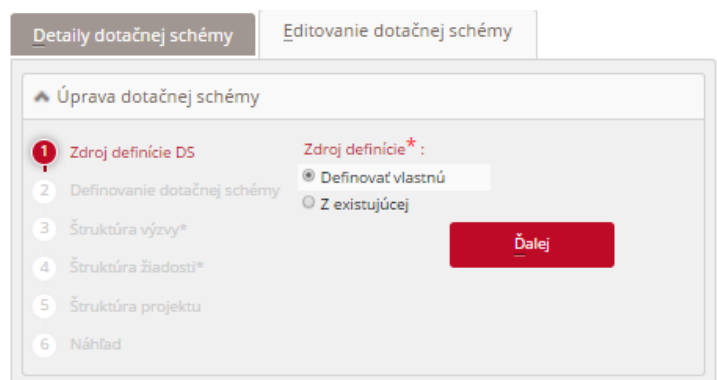 Detaily dotačnej schémy
Editovanie dotačnej schémy
Úprava dotačnej schémy
1 Zdroj definície DS
2 Definovanie dotačnej schémy
3 Štruktúra výzvy*
4 Štruktúra žiadosti*
5 Štruktúra projektu
6 Náhľad
Zdroj definície* :
Definovať vlastnú
Z existujúcej
Ďalej